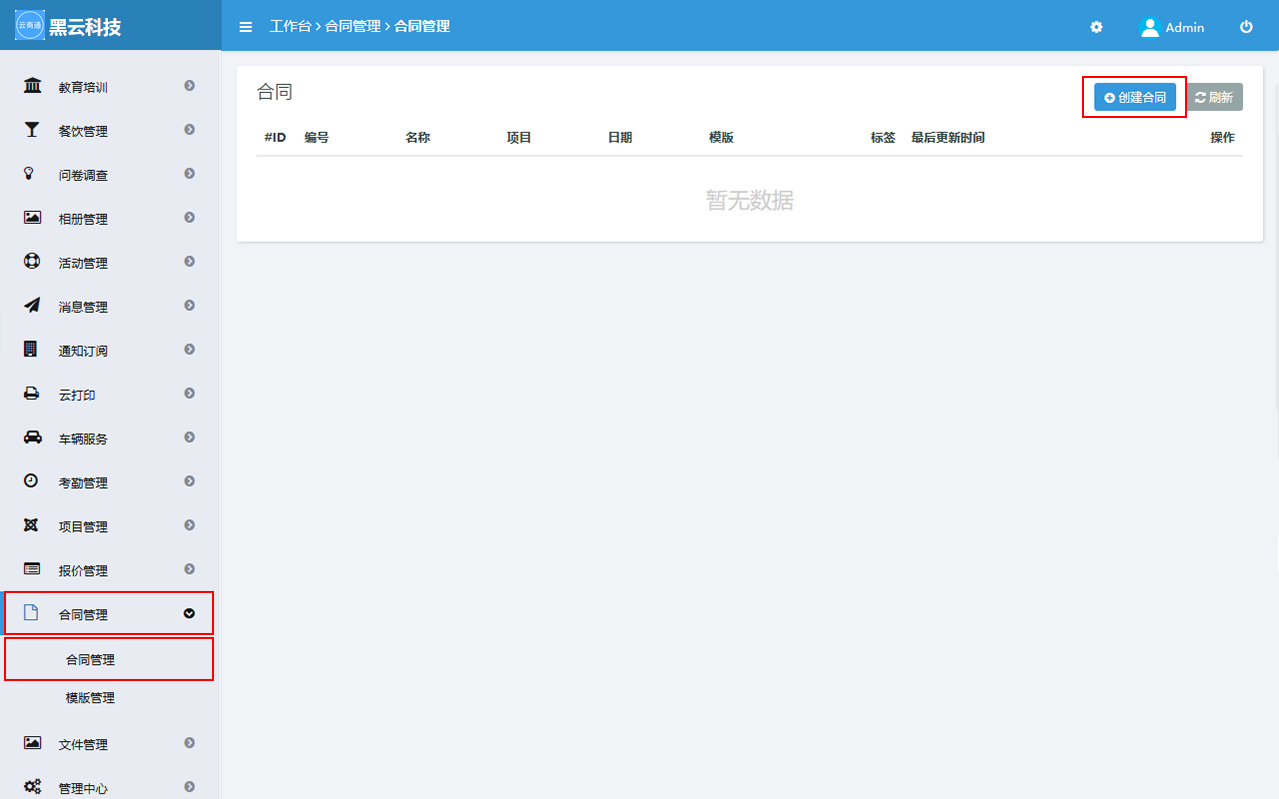 云商通 黑云科技
工作台 > 合同管理 > 合同管理
Admin
教育培训
餐饮管理
问卷调查
相册管理
活动管理
消息管理
通知订阅
云打印
车辆服务
考勤管理
项目管理
报价管理
合同管理
合同管理
模版管理
文件管理
管理中心
合同
创建合同 刷新
#ID 编号 名称 项目 日期 模版 标签 最后更新时间 操作
暂无数据